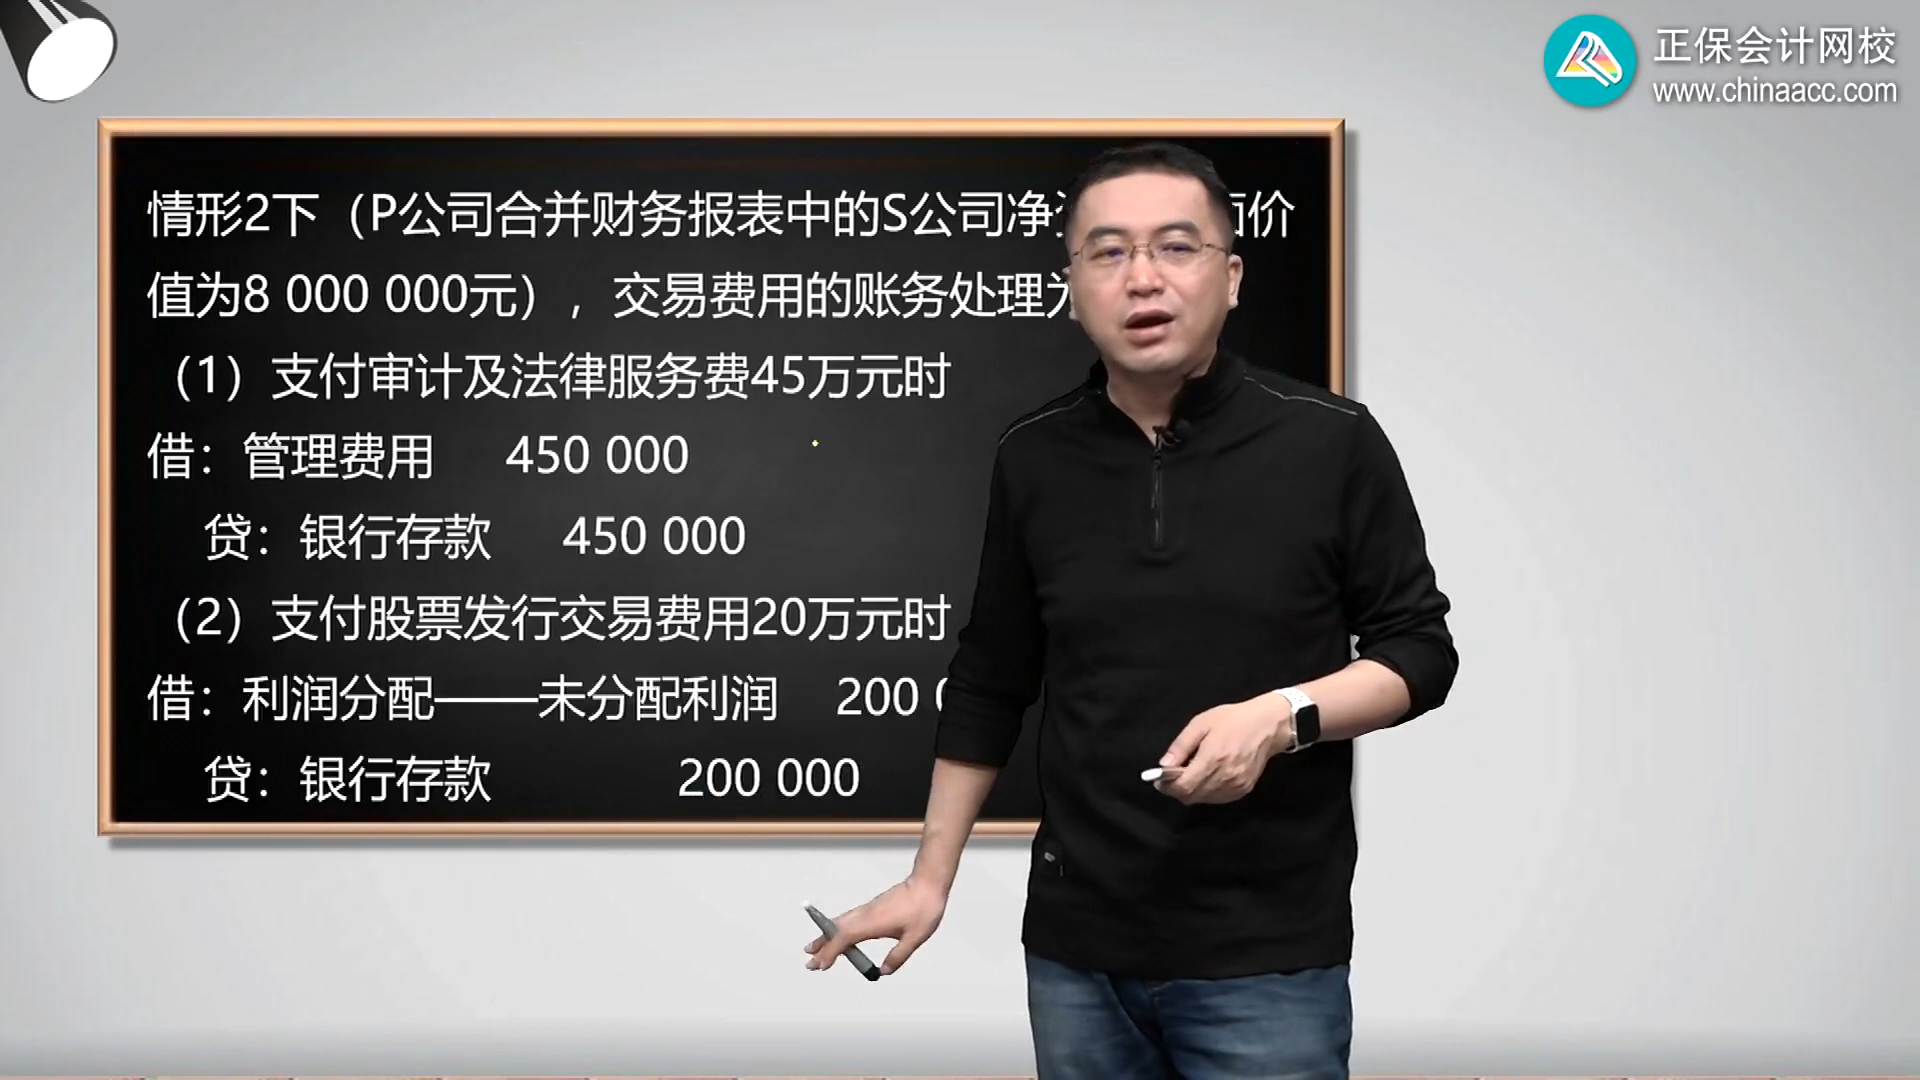 正保会计网校
www.chinaacc.com
情形2下（P公司合并财务报表中的S公司净 价
值为8 000 000元），交易费用的账务处理
（1）支付审计及法律服务费45万元时
借：管理费用 450 000
贷：银行存款 450 000
（2）支付股票发行交易费用20万元时
借：利润分配——未分配利润 200
贷：银行存款 200 000